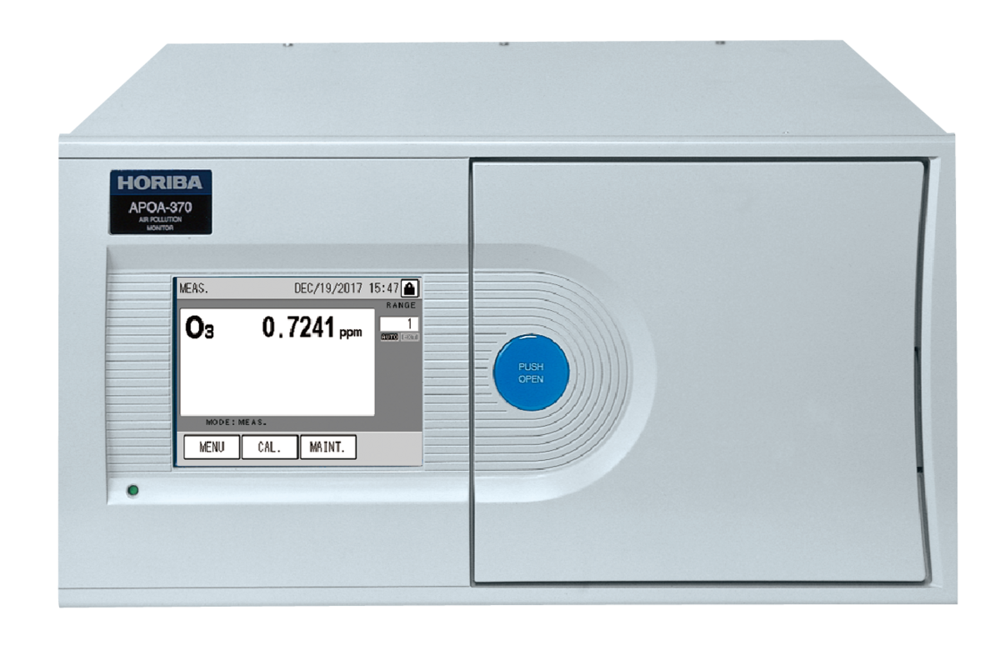 HORIBA
APOA-370
AIR POLLUTION
MONITOR
MEAS. DEC/19/2017 15:47
RANGE
O₃ 0.7241 ppm 1
AUTO
MODE:MEAS.
MENU CAL. MAINT.
PUSH
OPEN